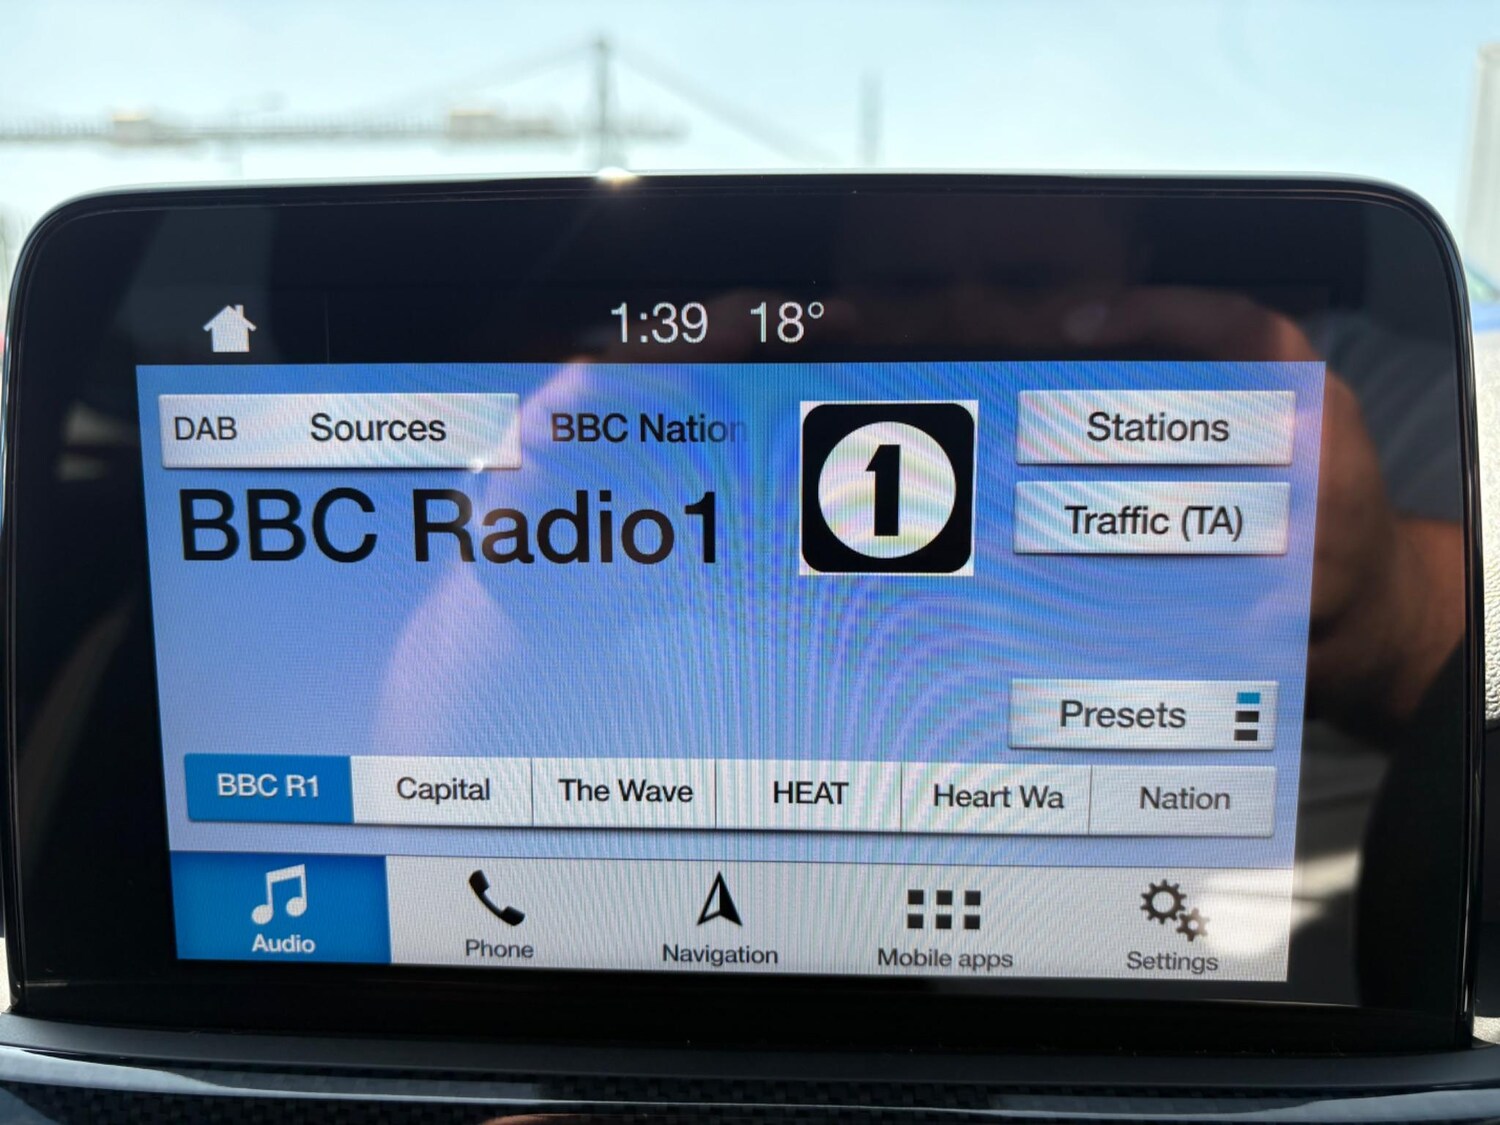 1:39 18°
DAB Sources BBC Nation
1
Stations
BBC Radio1
Traffic (TA)
Presets
BBC R1 Capital The Wave HEAT Heart Wa Nation
Audio Phone Navigation Mobile apps Settings